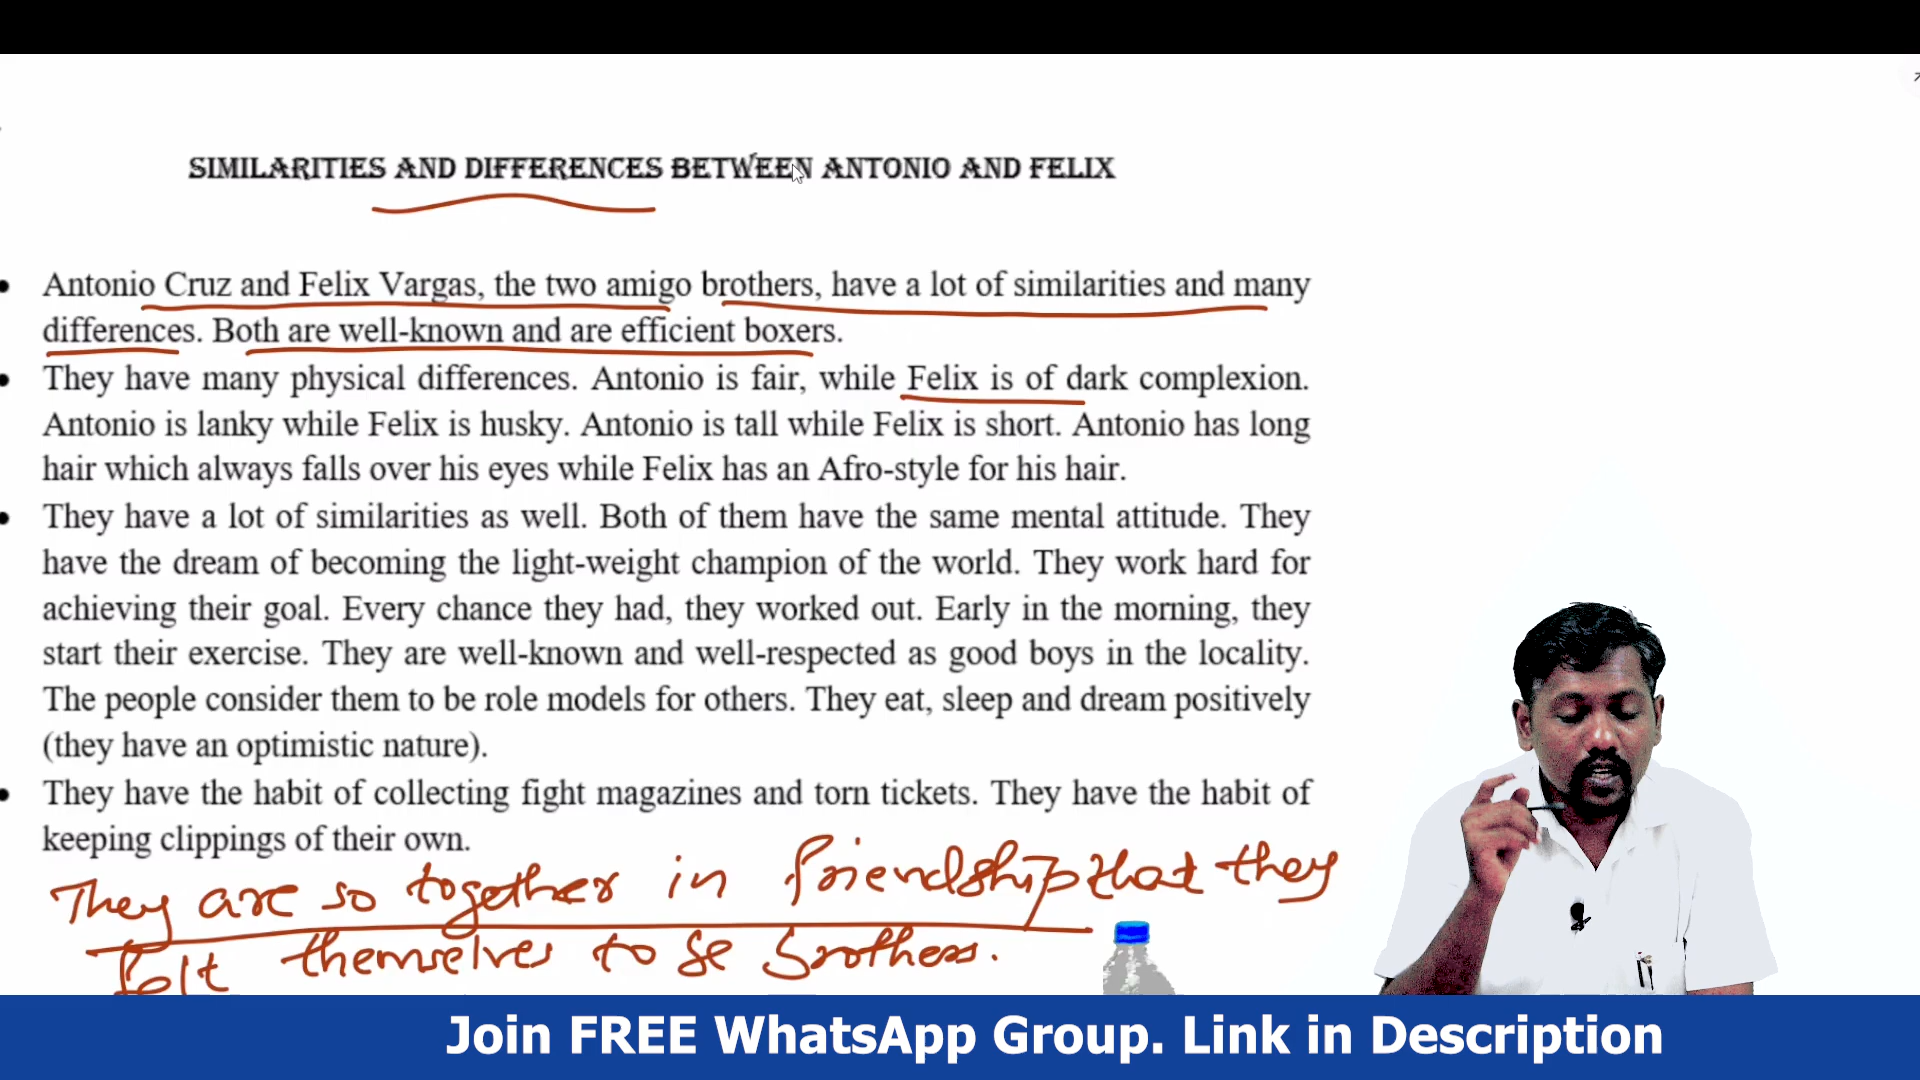 SIMILARITIES AND DIFFERENCES BETWEEN ANTONIO AND FELIX
• Antonio Cruz and Felix Vargas, the two amigo brothers, have a lot of similarities and many
differences. Both are well-known and are efficient boxers.
• They have many physical differences. Antonio is fair, while Felix is of dark complexion.
Antonio is lanky while Felix is husky. Antonio is tall while Felix is short. Antonio has long
hair which always falls over his eyes while Felix has an Afro-style for his hair.
• They have a lot of similarities as well. Both of them have the same mental attitude. They
have the dream of becoming the light-weight champion of the world. They work hard for
achieving their goal. Every chance they had, they worked out. Early in the morning, they
start their exercise. They are well-known and well-respected as good boys in the locality.
The people consider them to be role models for others. They eat, sleep and dream positively
(they have an optimistic nature).
• They have the habit of collecting fight magazines and torn tickets. They have the habit of
keeping clippings of their own.
They are so together in friendship that they
felt themselves to be brothers.
Join FREE WhatsApp Group. Link in Description